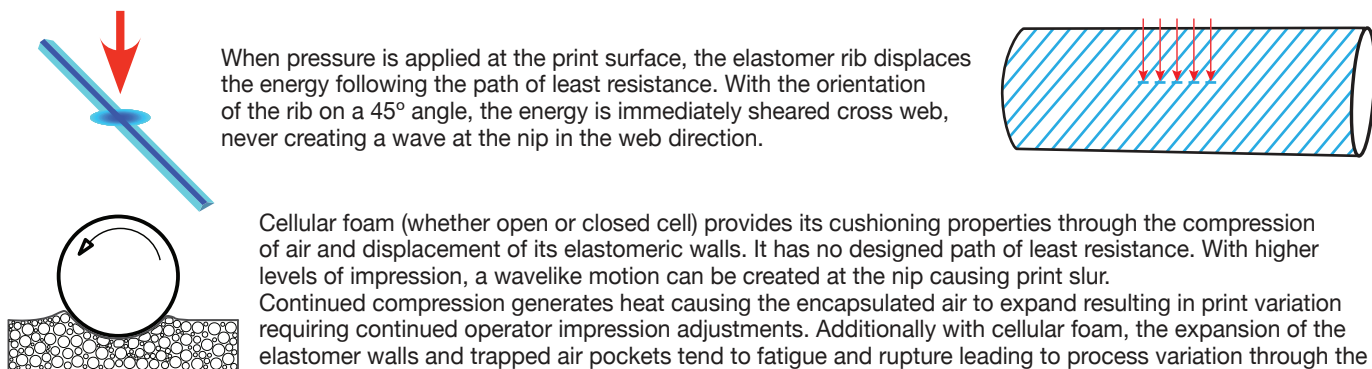 When pressure is applied at the print surface, the elastomer rib displaces
the energy following the path of least resistance. With the orientation
of the rib on a 45º angle, the energy is immediately sheared cross web,
never creating a wave at the nip in the web direction.
Cellular foam (whether open or closed cell) provides its cushioning properties through the compression
of air and displacement of its elastomeric walls. It has no designed path of least resistance. With higher
levels of impression, a wavelike motion can be created at the nip causing print slur.
Continued compression generates heat causing the encapsulated air to expand resulting in print variation
requiring continued operator impression adjustments. Additionally with cellular foam, the expansion of the
elastomer walls and trapped air pockets tend to fatigue and rupture leading to process variation through the